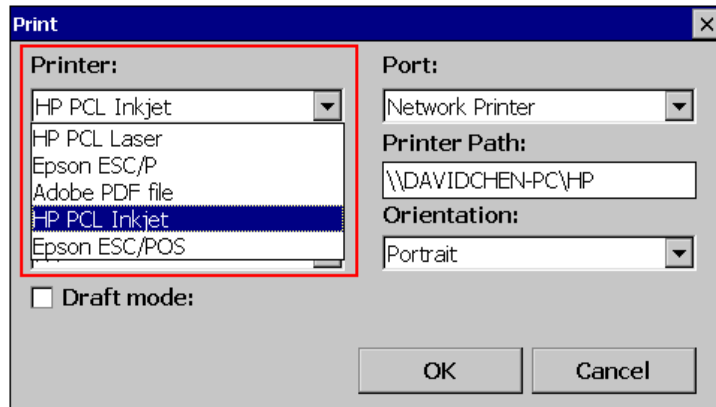 Print
Printer:
HP PCL Inkjet
HP PCL Laser
Epson ESC/P
Adobe PDF file
HP PCL Inkjet
Epson ESC/POS
Port:
Network Printer
Printer Path:
\\DAVIDCHEN-PC\HP
Orientation:
Portrait
Draft mode:
OK
Cancel